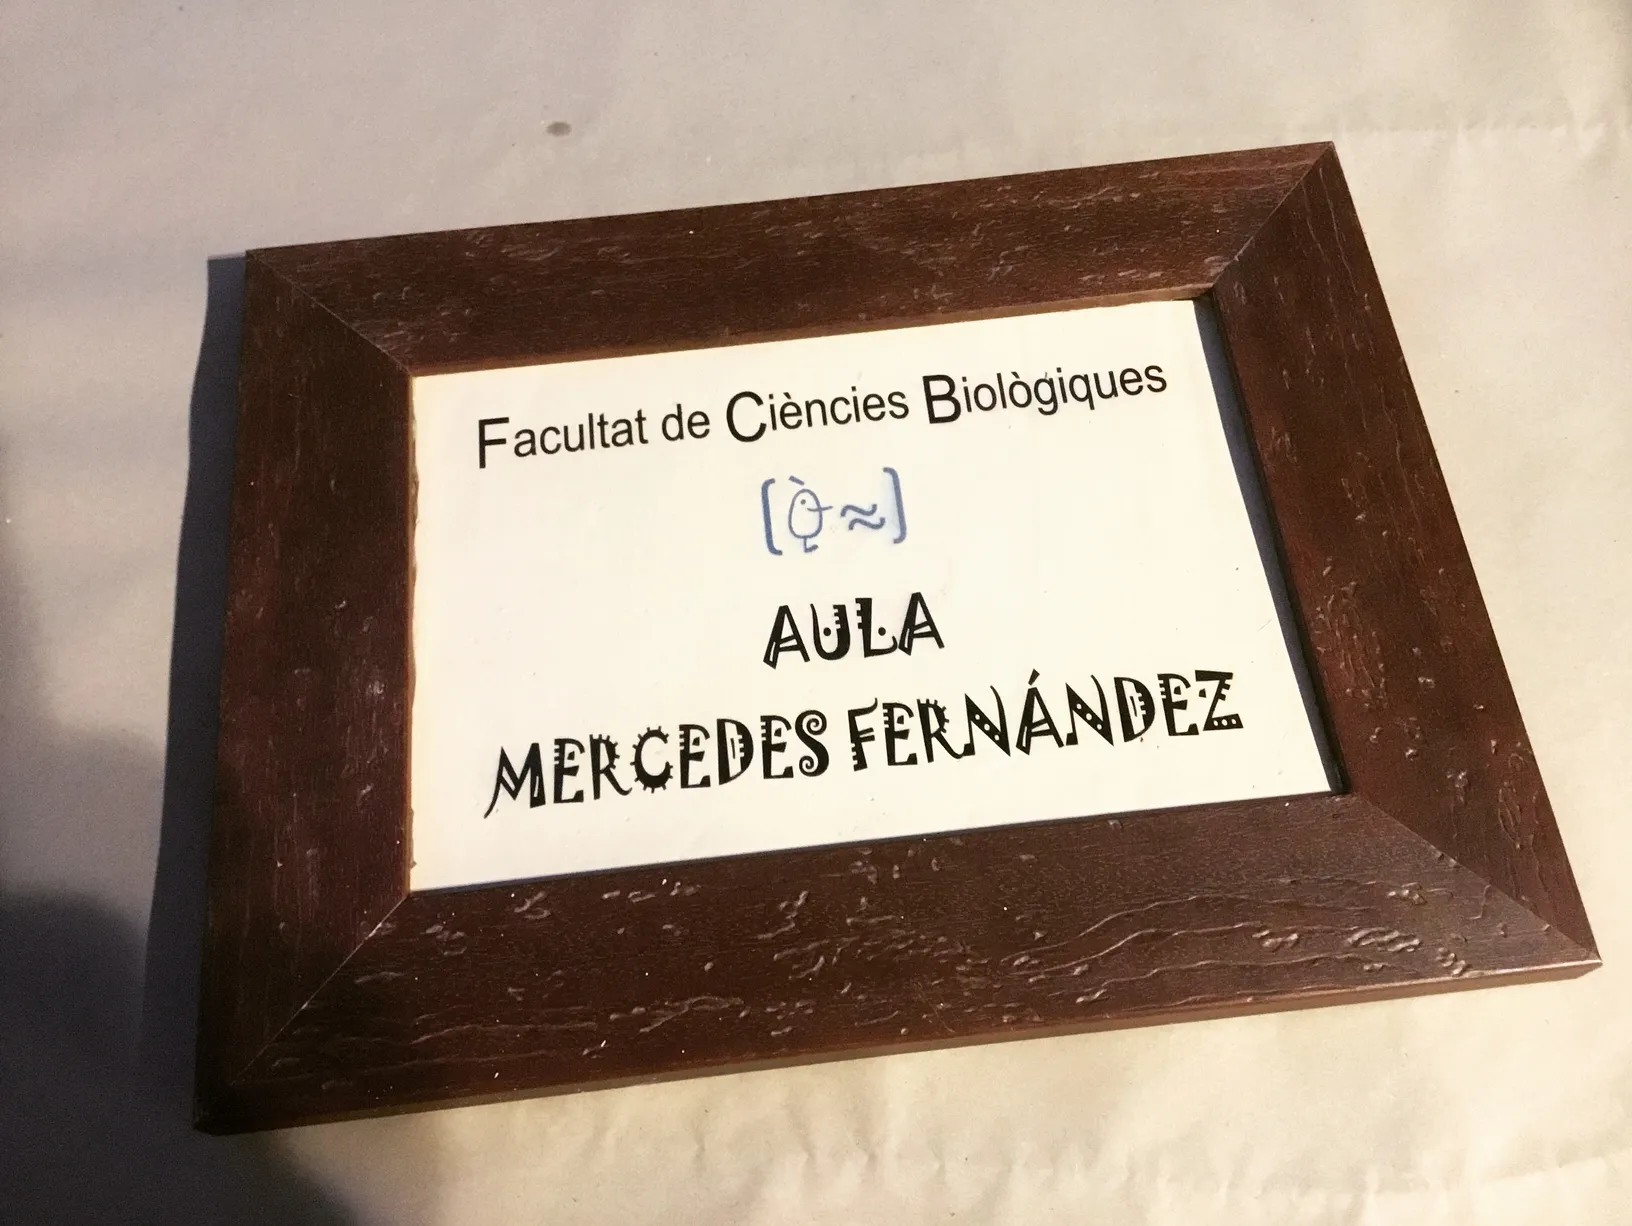 Facultat de Ciències Biològiques
AULA
MERCEDES FERNÁNDEZ